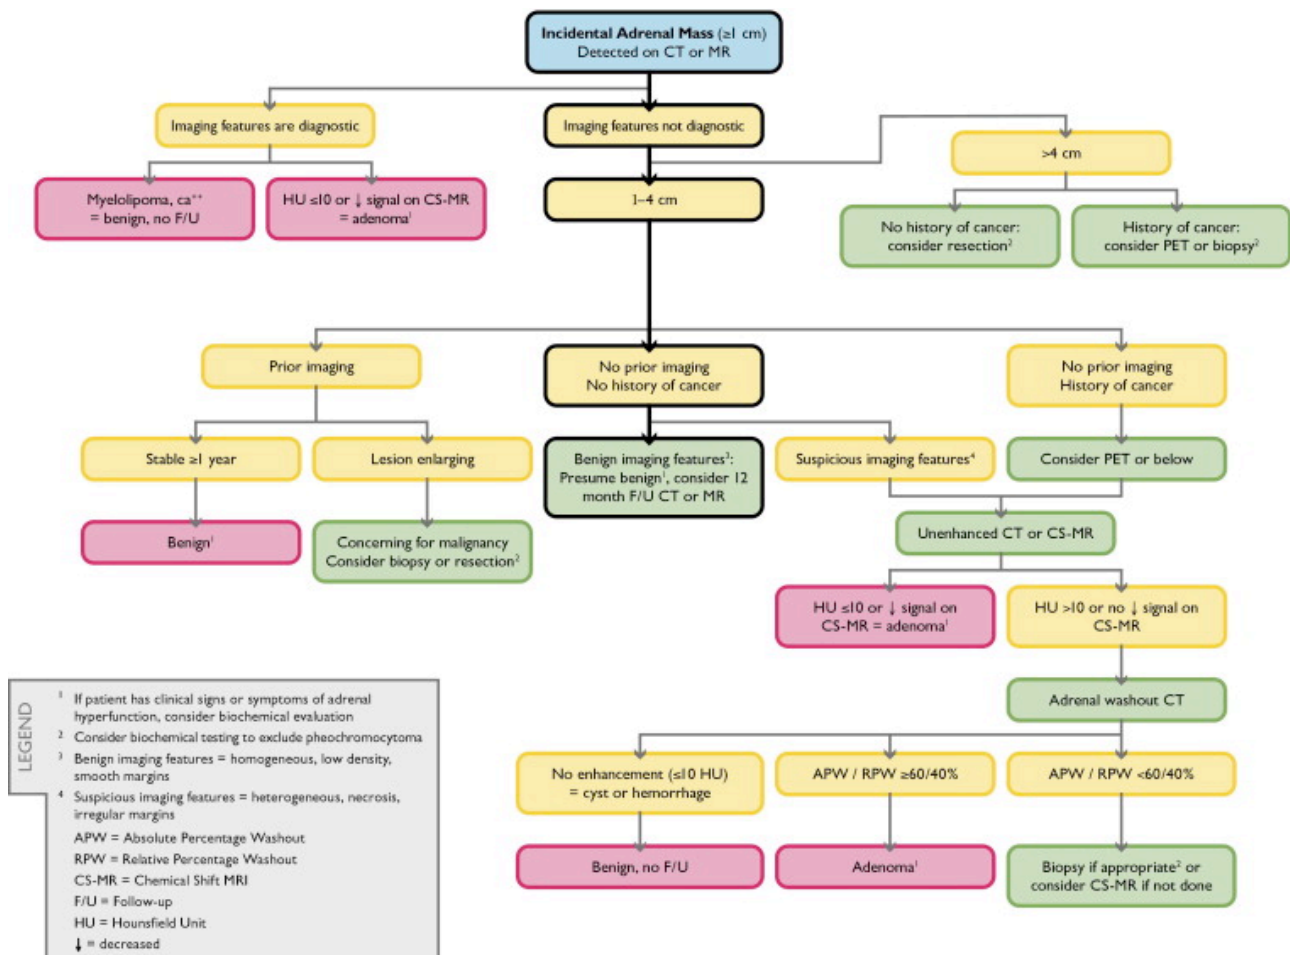 Incidental Adrenal Mass (≥1 cm)
Detected on CT or MR
Imaging features are diagnostic
Imaging features not diagnostic
>4 cm
Myelolipoma, ca⁺⁺
= benign, no F/U
HU ≤10 or ↓ signal on CS-MR
= adenoma¹
1–4 cm
No history of cancer:
consider resection²
History of cancer:
consider PET or biopsy²
Prior imaging
No prior imaging
No history of cancer
No prior imaging
History of cancer
Stable ≥1 year
Lesion enlarging
Benign imaging features³:
Presume benign¹, consider 12
month F/U CT or MR
Suspicious imaging features⁴
Consider PET or below
Benign¹
Concerning for malignancy
Consider biopsy or resection²
Unenhanced CT or CS-MR
HU ≤10 or ↓ signal on
CS-MR = adenoma¹
HU >10 or no ↓ signal on
CS-MR
Adrenal washout CT
No enhancement (≤10 HU)
= cyst or hemorrhage
APW / RPW ≥60/40%
APW / RPW <60/40%
Benign, no F/U
Adenoma¹
Biopsy if appropriate² or
consider CS-MR if not done
LEGEND
¹ If patient has clinical signs or symptoms of adrenal
hyperfunction, consider biochemical evaluation
² Consider biochemical testing to exclude pheochromocytoma
³ Benign imaging features = homogeneous, low density,
smooth margins
⁴ Suspicious imaging features = heterogeneous, necrosis,
irregular margins
APW = Absolute Percentage Washout
RPW = Relative Percentage Washout
CS-MR = Chemical Shift MRI
F/U = Follow-up
HU = Hounsfield Unit
↓ = decreased